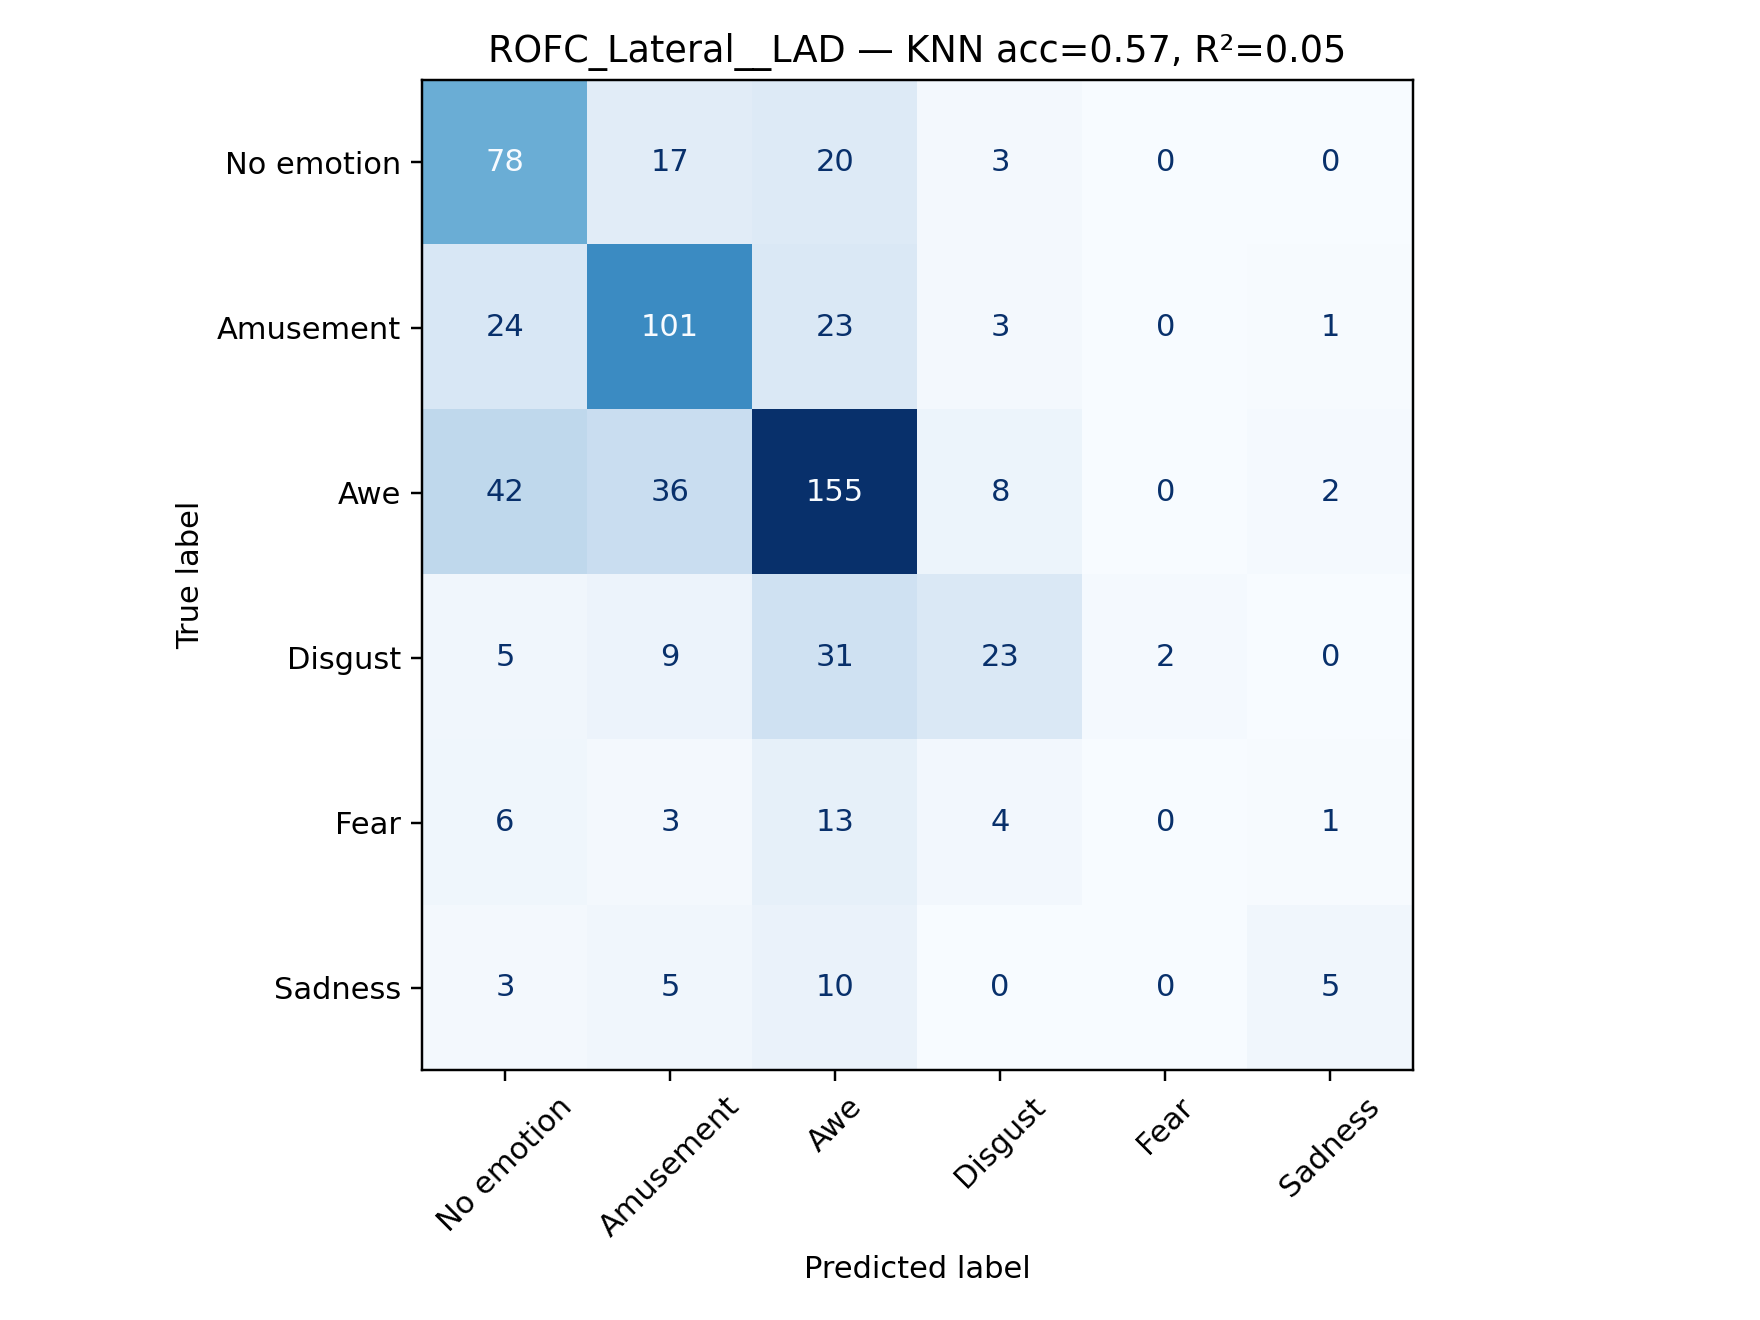 ROFC_Lateral__LAD — KNN acc=0.57, R²=0.05
No emotion 78 17 20 3 0 0
Amusement 24 101 23 3 0 1
Awe 42 36 155 8 0 2
Disgust 5 9 31 23 2 0
Fear 6 3 13 4 0 1
Sadness 3 5 10 0 0 5
True label
No emotion Amusement Awe Disgust Fear Sadness
Predicted label